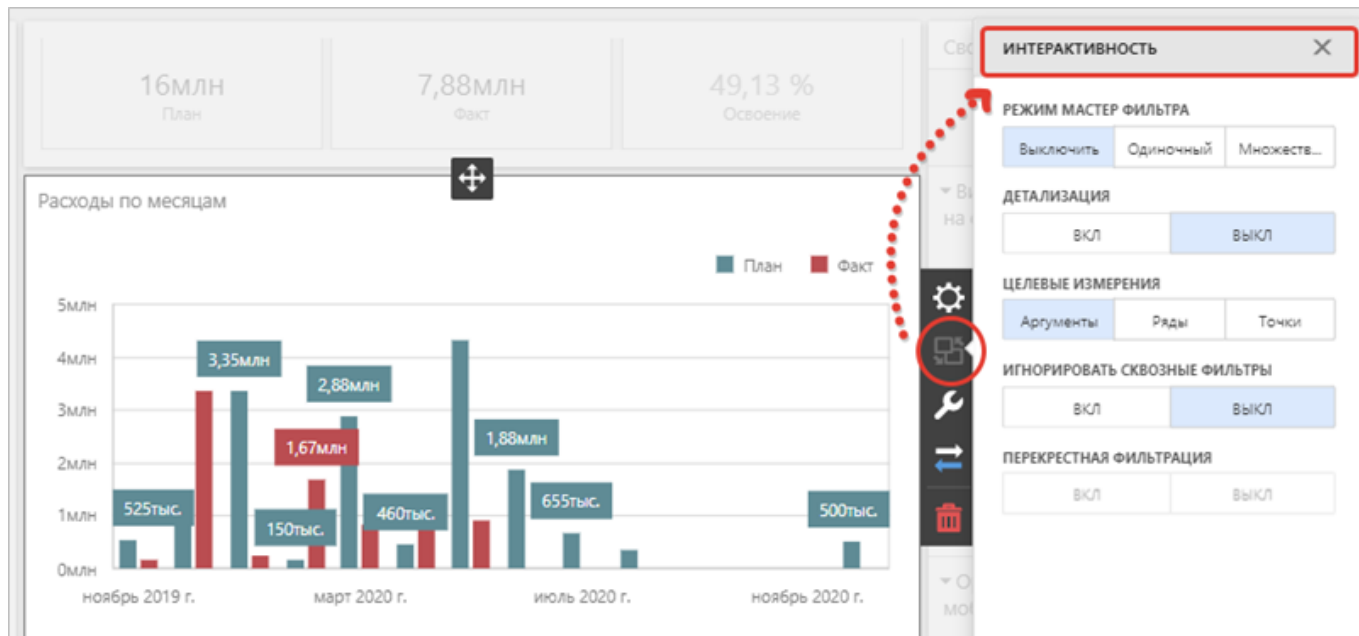 16млн
План
7,88млн
Факт
49,13 %
Освоение
Расходы по месяцам
План
Факт
5млн
4млн
3млн
2млн
1млн
0млн
525тыс.
3,35млн
150тыс.
1,67млн
2,88млн
460тыс.
1,88млн
655тыс.
500тыс.
ноябрь 2019 г.
март 2020 г.
июль 2020 г.
ноябрь 2020 г.
на
ИНТЕРАКТИВНОСТЬ
РЕЖИМ МАСТЕР ФИЛЬТРА
Выключить
Одиночный
Множеств...
ДЕТАЛИЗАЦИЯ
ВКЛ
ВЫКЛ
ЦЕЛЕВЫЕ ИЗМЕРЕНИЯ
Аргументы
Ряды
Точки
ИГНОРИРОВАТЬ СКВОЗНЫЕ ФИЛЬТРЫ
ВКЛ
ВЫКЛ
ПЕРЕКРЕСТНАЯ ФИЛЬТРАЦИЯ
ВКЛ
ВЫКЛ